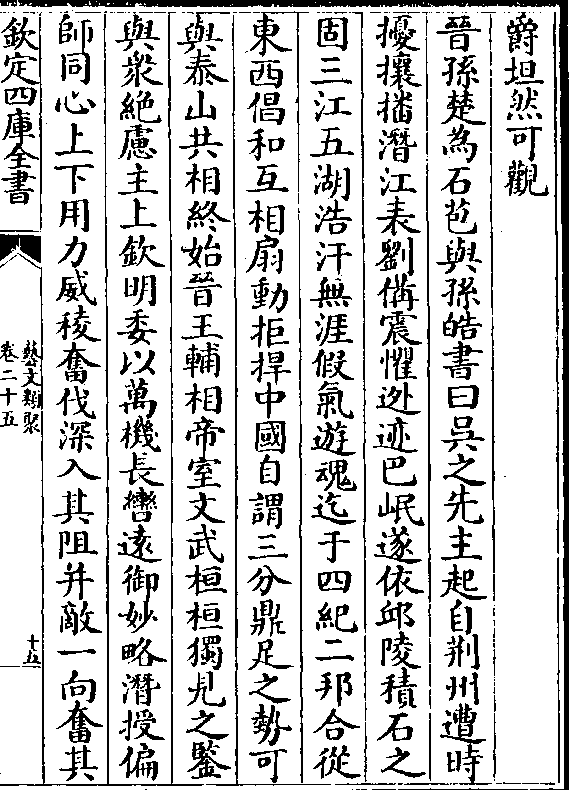 爵坦然可觀
晉孫楚為石苞與孫皓書曰吳之先主起自荆州遭時
擾攘播潛江表劉備震懼迯迹巴岷遂依邱陵積石之
固三江五湖浩汗無涯假氣遊魂迄于四紀二邦合從
東西倡和互相扇動拒捍中國自謂三分鼎足之勢可
與泰山共相終始晉王輔相帝室文武桓桓獨見之鑒
與衆絶慮主上欽明委以萬機長轡遠御妙略潛授偏
師同心上下用力威稜奮伐深入其阻并敵一向奮其
欽定四庫全書
藝文類聚
卷二十五
十五